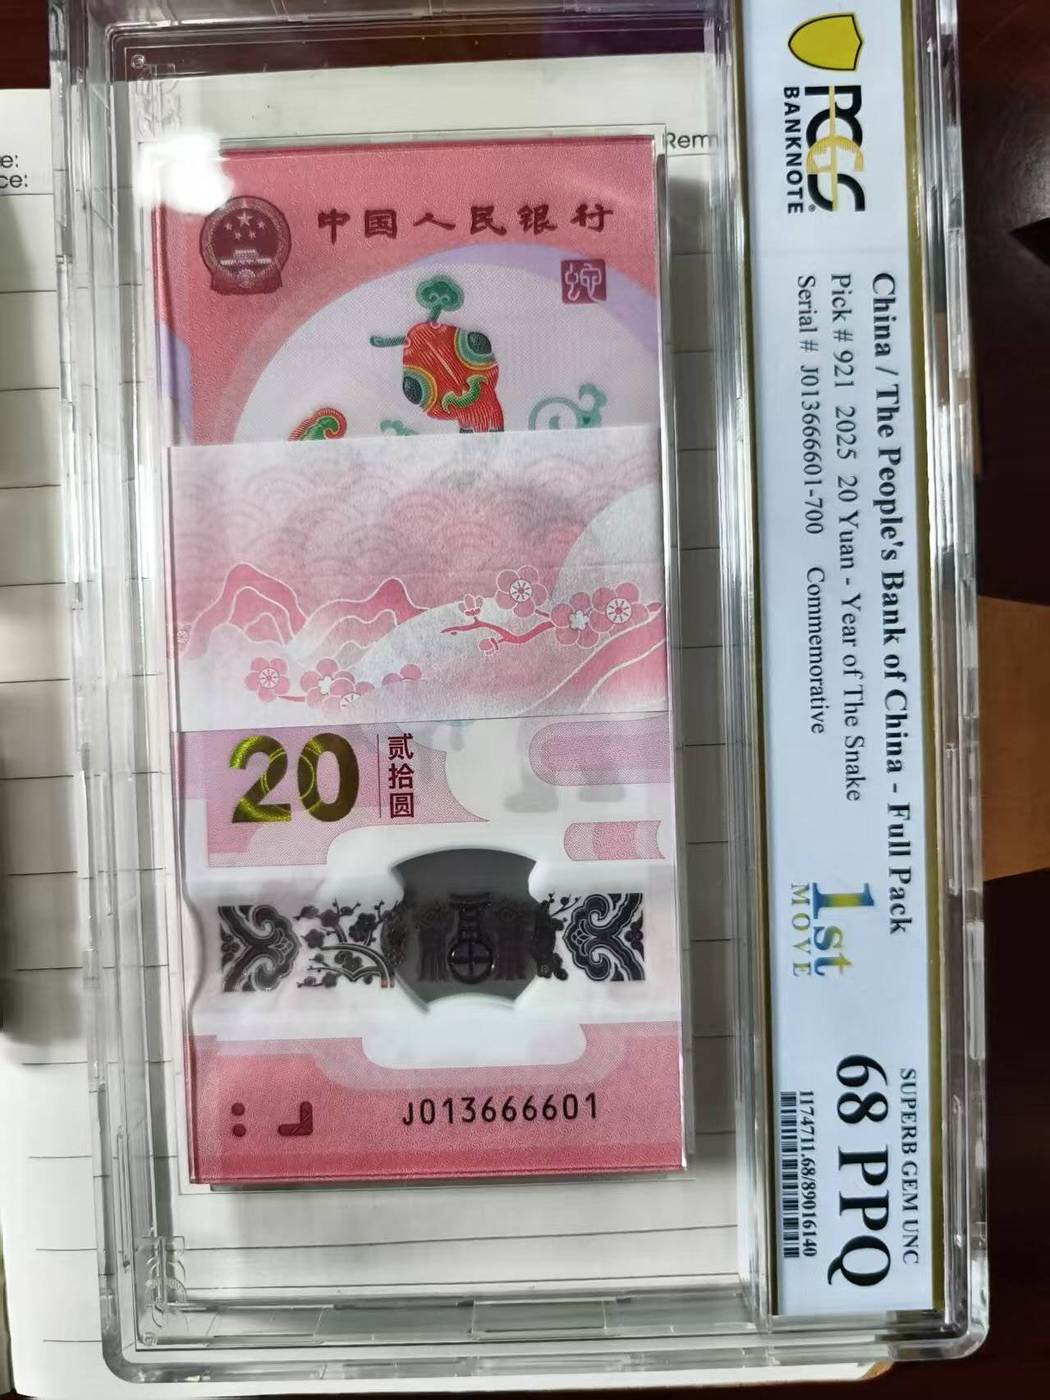 e:
ce:
Rem
中国人民银行
蛇
20
贰拾圆
J013666601
PCGS
BANKNOTE
China / The People's Bank of China - Full Pack
Pick # 921 2025 20 Yuan - Year of The Snake
Serial # J013666601-700 Commemorative
1st
MOVE
SUPERB GEM UNC
68 PPQ
1174711.68/89016140